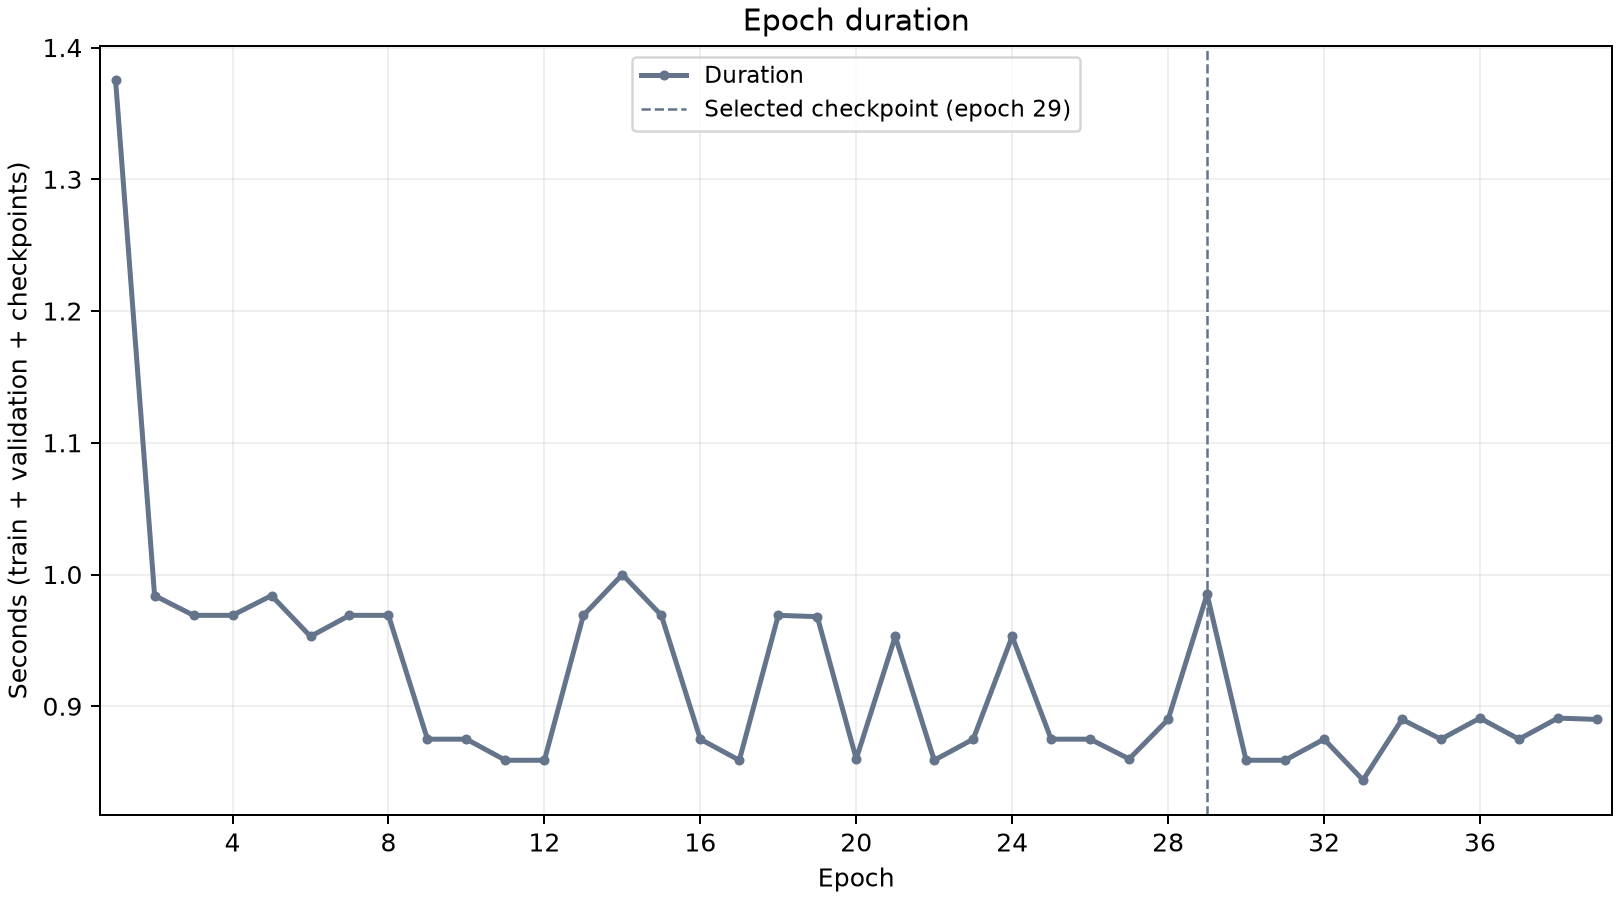 Epoch duration
Duration
Selected checkpoint (epoch 29)
Seconds (train + validation + checkpoints)
1.4
1.3
1.2
1.1
1.0
0.9
4 8 12 16 20 24 28 32 36
Epoch